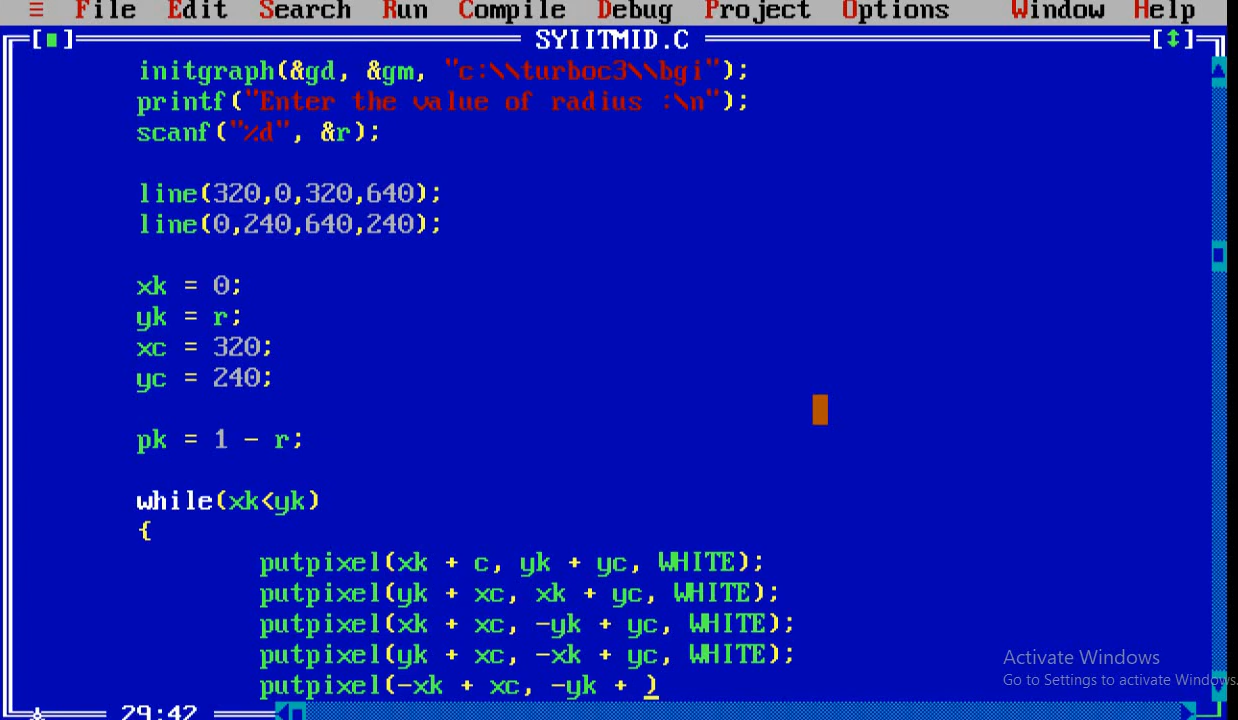 ≡ File Edit Search Run Compile Debug Project Options Window Help
[■] SYIITMID.C [↕]
initgraph(&gd, &gm, "c:\\turboc3\\bgi");
printf("Enter the value of radius :\n");
scanf("%d", &r);
line(320,0,320,640);
line(0,240,640,240);
xk = 0;
yk = r;
xc = 320;
yc = 240;
pk = 1 - r;
while(xk<yk)
{
putpixel(xk + c, yk + yc, WHITE);
putpixel(yk + xc, xk + yc, WHITE);
putpixel(xk + xc, -yk + yc, WHITE);
putpixel(yk + xc, -xk + yc, WHITE);
putpixel(-xk + xc, -yk + )
Activate Windows
Go to Settings to activate Windows.
29:42